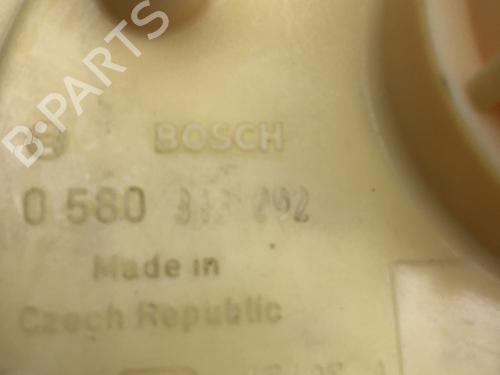 B-PARTS
BOSCH
0 580
Made in
Czech Republic